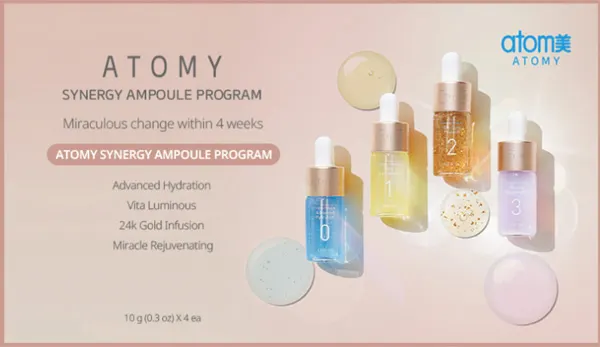 ATOMY
SYNERGY AMPOULE PROGRAM
Miraculous change within 4 weeks
ATOMY SYNERGY AMPOULE PROGRAM
Advanced Hydration
Vita Luminous
24k Gold Infusion
Miracle Rejuvenating
10 g (0.3 oz) X 4 ea
atom美
ATOMY
0
1
2
3